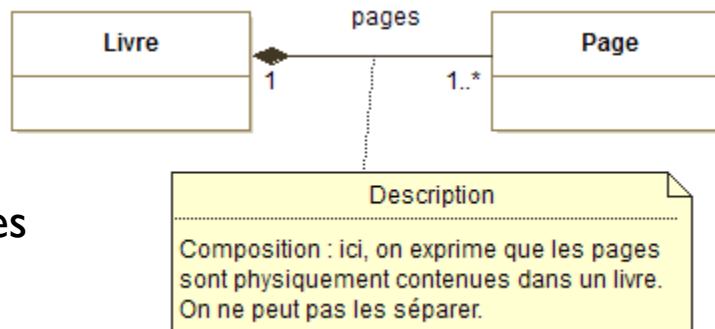 pages
Livre
Page
1
1..*
es
Description
Composition : ici, on exprime que les pages
sont physiquement contenues dans un livre.
On ne peut pas les séparer.